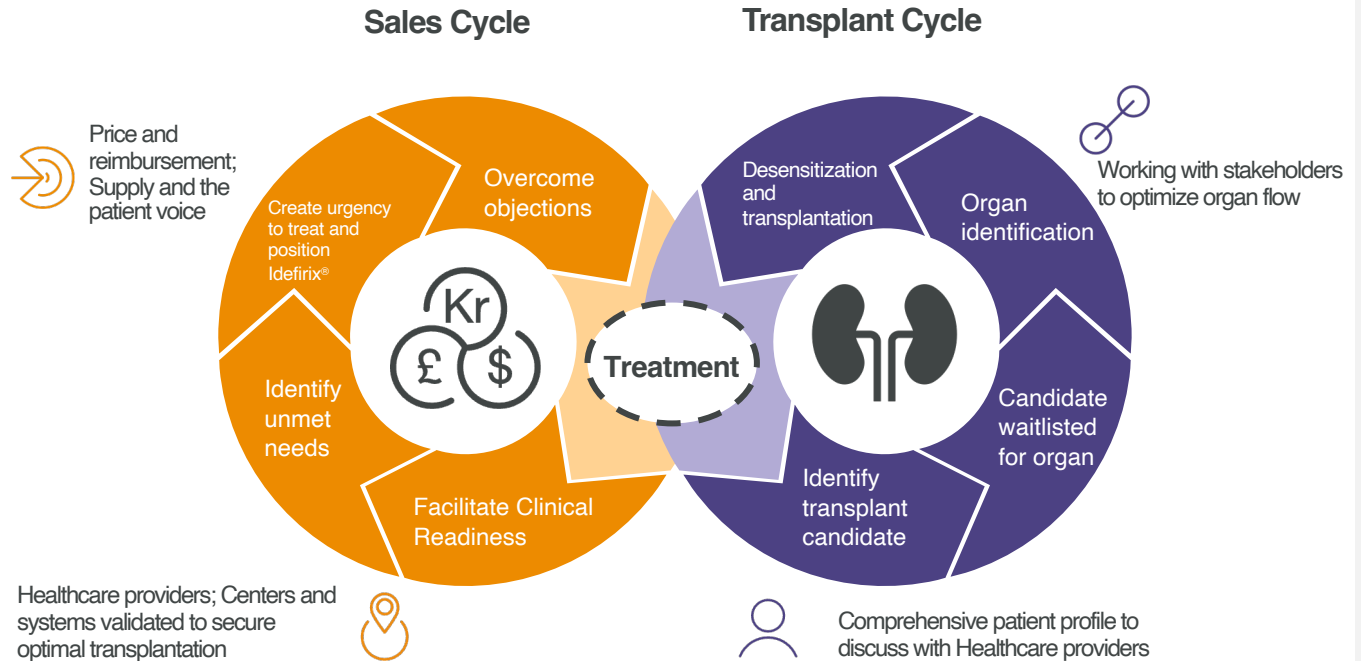 Sales Cycle
Transplant Cycle
Price and
reimbursement;
Supply and the
patient voice
Create urgency
to treat and
position
Idefirix®
Overcome
objections
Identify
unmet
needs
Facilitate Clinical
Readiness
Kr
£
$
Treatment
Desensitization
and
transplantation
Organ
identification
Candidate
waitlisted
for organ
Identify
transplant
candidate
Working with stakeholders
to optimize organ flow
Healthcare providers; Centers and
systems validated to secure
optimal transplantation
Comprehensive patient profile to
discuss with Healthcare providers